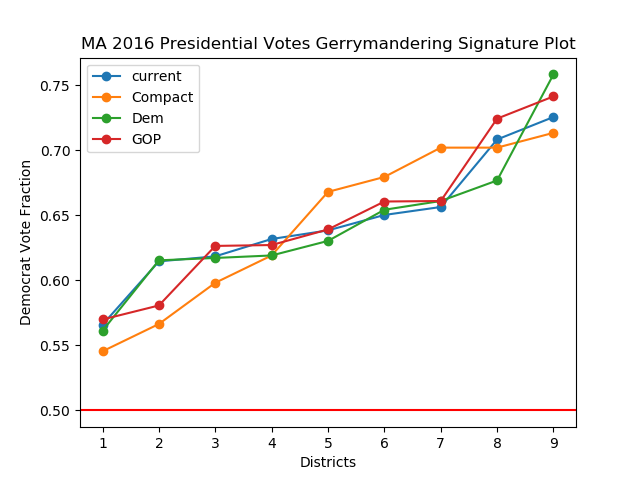 MA 2016 Presidential Votes Gerrymandering Signature Plot
current
Compact
Dem
GOP
Democrat Vote Fraction
0.75
0.70
0.65
0.60
0.55
0.50
1 2 3 4 5 6 7 8 9
Districts